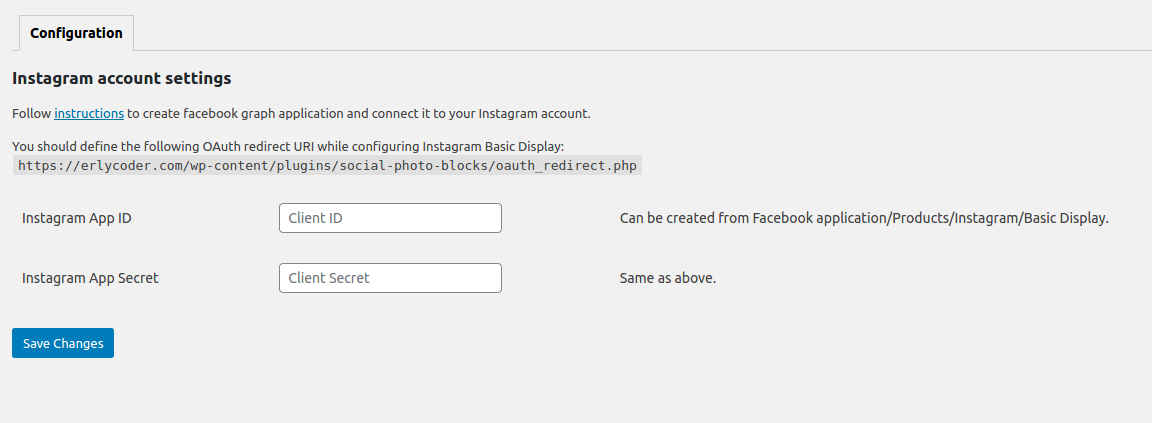 Configuration
Instagram account settings
Follow instructions to create facebook graph application and connect it to your Instagram account.
You should define the following OAuth redirect URI while configuring Instagram Basic Display:
https://erlycoder.com/wp-content/plugins/social-photo-blocks/oauth_redirect.php
Instagram App ID Client ID Can be created from Facebook application/Products/Instagram/Basic Display.
Instagram App Secret Client Secret Same as above.
Save Changes